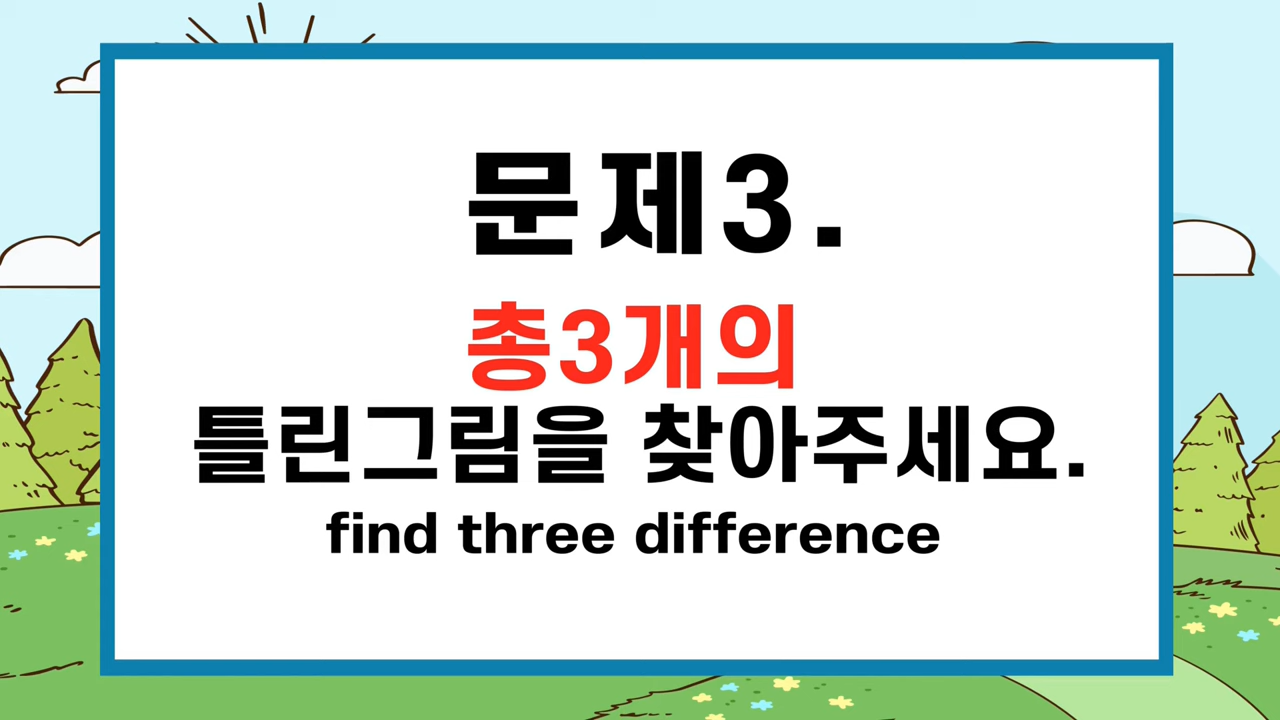 문제3.
총3개의
틀린그림을 찾아주세요.
find three difference